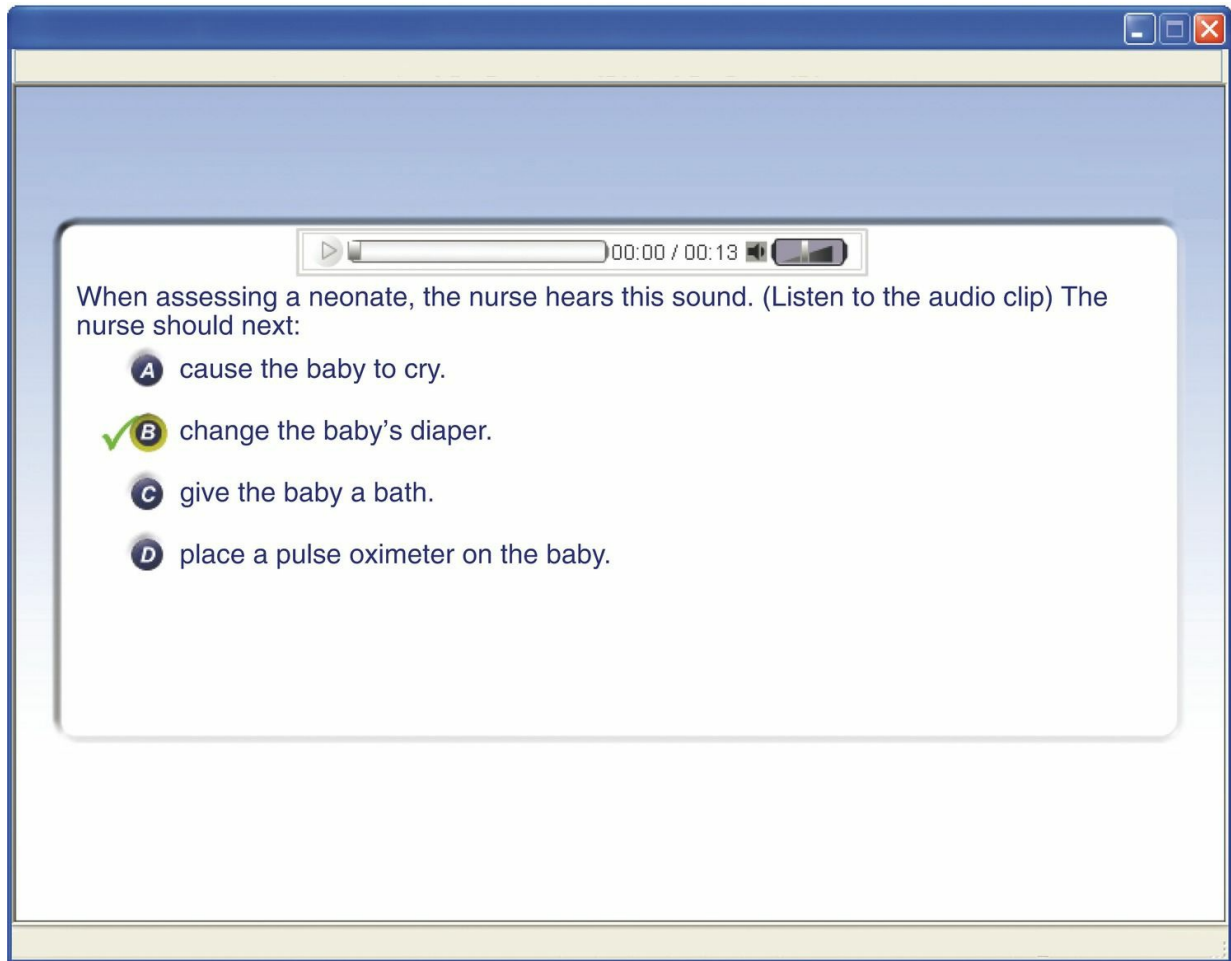 00:00 / 00:13
When assessing a neonate, the nurse hears this sound. (Listen to the audio clip) The
nurse should next:
A cause the baby to cry.
B change the baby's diaper.
C give the baby a bath.
D place a pulse oximeter on the baby.